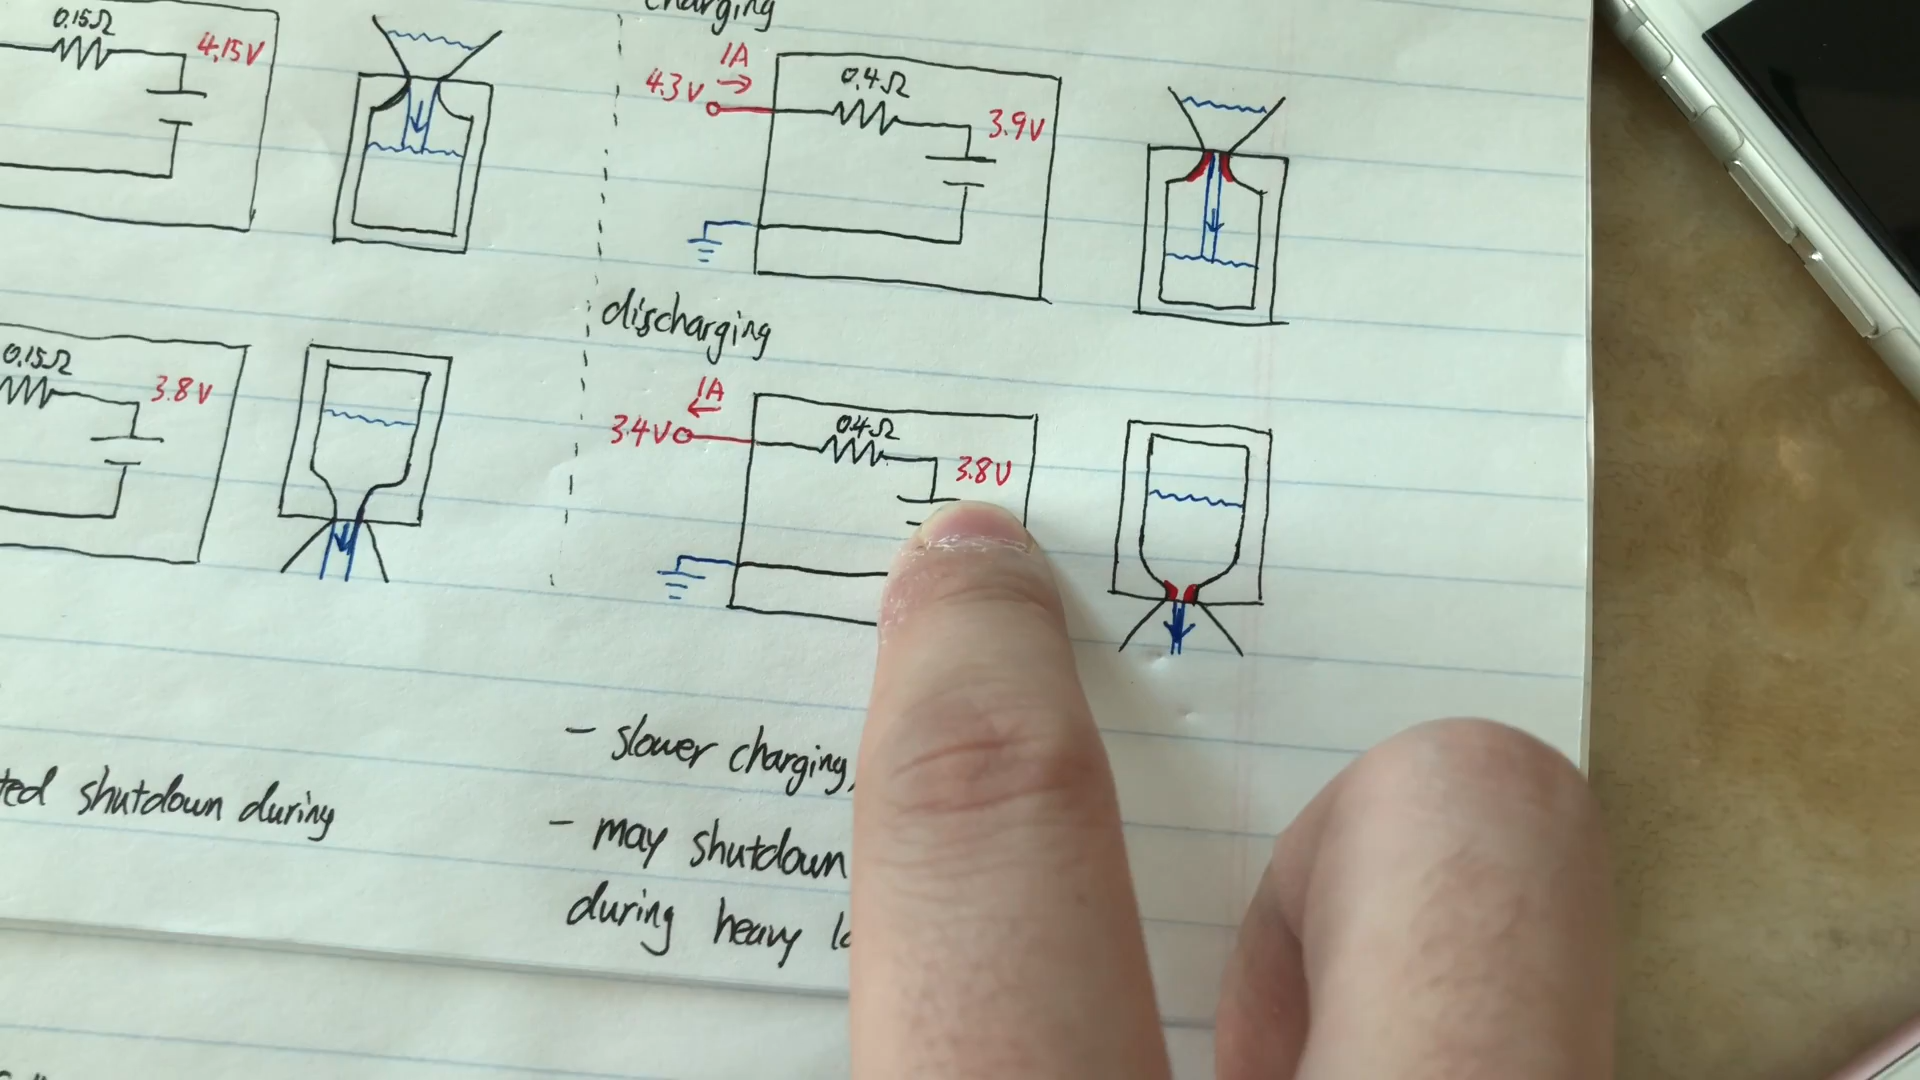 0.15Ω
4.15V
charging
1A
4.3V
0.4Ω
3.9V
0.15Ω
3.8V
discharging
1A
3.4V
0.4Ω
3.8V
shutdown during
- slower charging,
- may shutdown
during heavy